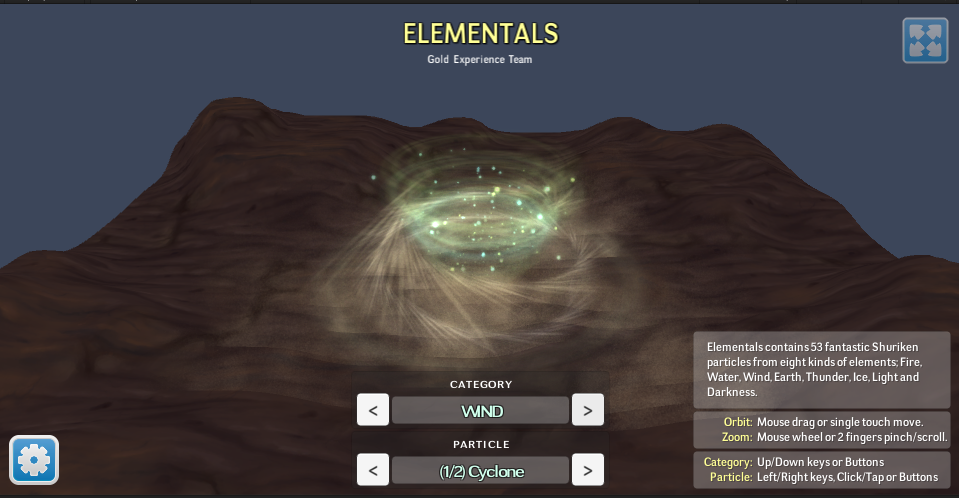 ELEMENTALS
Gold Experience Team
CATEGORY
< WIND >
PARTICLE
< (1/2) Cyclone >
Elementals contains 53 fantastic Shuriken
particles from eight kinds of elements; Fire,
Water, Wind, Earth, Thunder, Ice, Light and
Darkness.
Orbit: Mouse drag or single touch move.
Zoom: Mouse wheel or 2 fingers pinch/scroll.
Category: Up/Down keys or Buttons
Particle: Left/Right keys, Click/Tap or Buttons